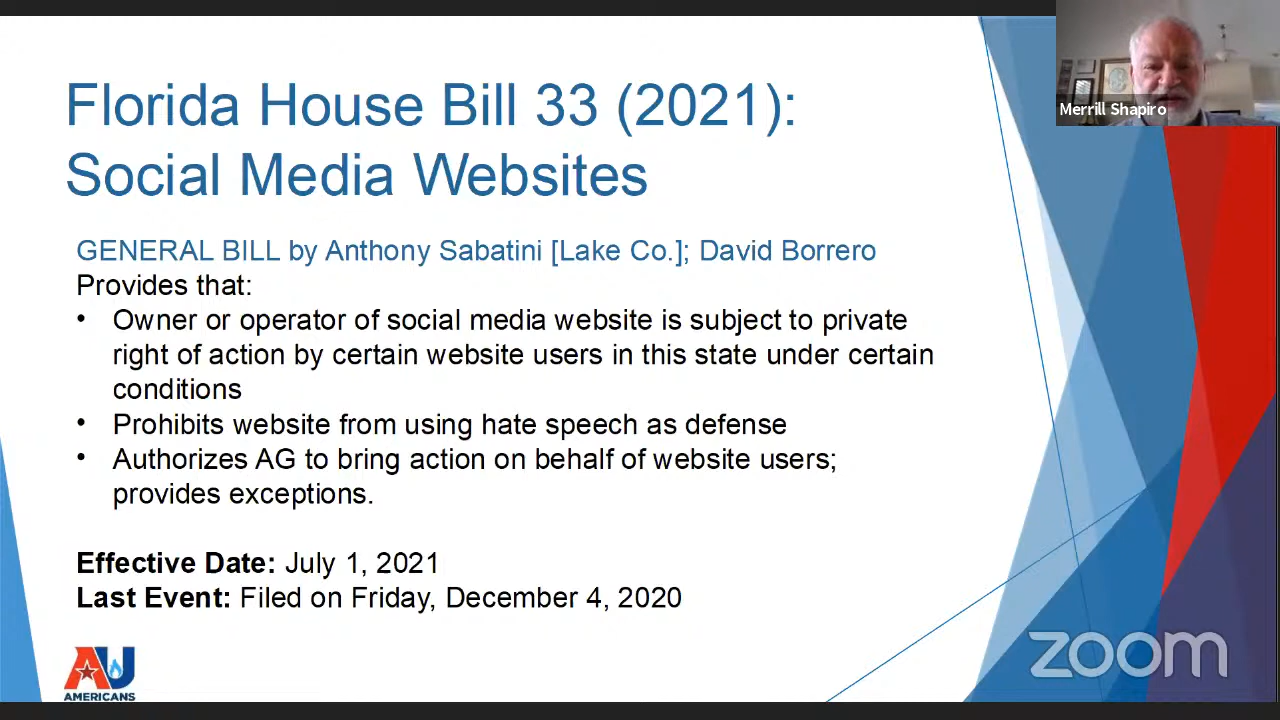 Florida House Bill 33 (2021):
Social Media Websites
Merrill Shapiro
GENERAL BILL by Anthony Sabatini [Lake Co.]; David Borrero
Provides that:
• Owner or operator of social media website is subject to private
right of action by certain website users in this state under certain
conditions
• Prohibits website from using hate speech as defense
• Authorizes AG to bring action on behalf of website users;
provides exceptions.
Effective Date: July 1, 2021
Last Event: Filed on Friday, December 4, 2020
AU
AMERICANS
zoom